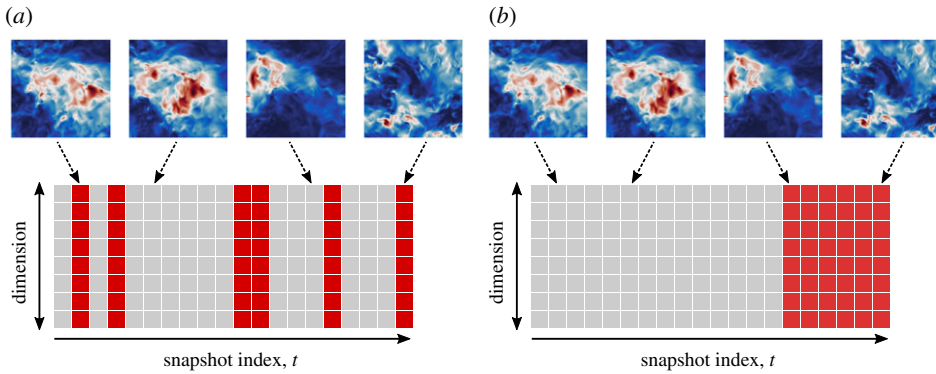 (a)
(b)
dimension
dimension
snapshot index, t
snapshot index, t